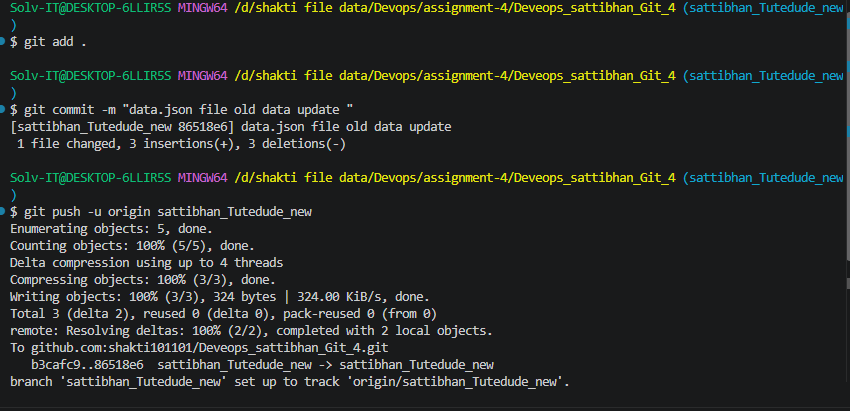 Solv-IT@DESKTOP-6LLIR5S MINGW64 /d/shakti file data/Devops/assignment-4/Deveops_sattibhan_Git_4 (sattibhan_Tutedude_new
)
$ git add .
Solv-IT@DESKTOP-6LLIR5S MINGW64 /d/shakti file data/Devops/assignment-4/Deveops_sattibhan_Git_4 (sattibhan_Tutedude_new
)
$ git commit -m "data.json file old data update "
[sattibhan_Tutedude_new 86518e6] data.json file old data update
 1 file changed, 3 insertions(+), 3 deletions(-)
Solv-IT@DESKTOP-6LLIR5S MINGW64 /d/shakti file data/Devops/assignment-4/Deveops_sattibhan_Git_4 (sattibhan_Tutedude_new
)
$ git push -u origin sattibhan_Tutedude_new
Enumerating objects: 5, done.
Counting objects: 100% (5/5), done.
Delta compression using up to 4 threads
Compressing objects: 100% (3/3), done.
Writing objects: 100% (3/3), 324 bytes | 324.00 KiB/s, done.
Total 3 (delta 2), reused 0 (delta 0), pack-reused 0 (from 0)
remote: Resolving deltas: 100% (2/2), completed with 2 local objects.
To github.com:shakti101101/Deveops_sattibhan_Git_4.git
   b3cafc9..86518e6  sattibhan_Tutedude_new -> sattibhan_Tutedude_new
branch 'sattibhan_Tutedude_new' set up to track 'origin/sattibhan_Tutedude_new'.